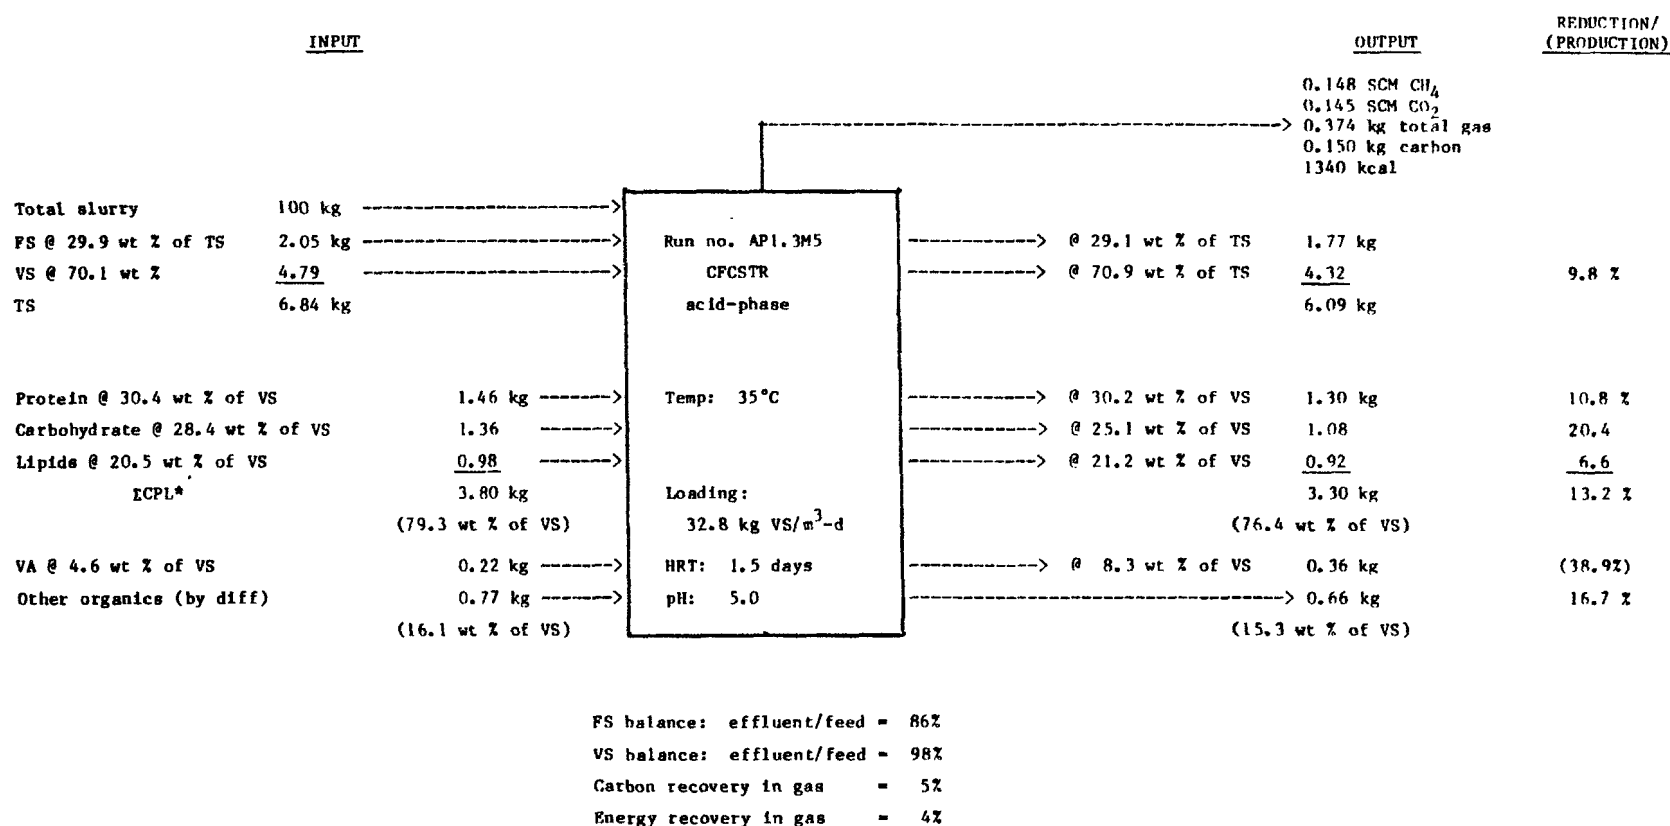 INPUT OUTPUT REDUCTION/
(PRODUCTION)
0.148 SCM CH4
0.145 SCM CO2
0.374 kg total gas
0.150 kg carbon
1340 kcal
Total slurry 100 kg
FS @ 29.9 wt % of TS 2.05 kg Run no. AP1.3M5 @ 29.1 wt % of TS 1.77 kg
VS @ 70.1 wt % 4.79 CFCSTR @ 70.9 wt % of TS 4.32 9.8 %
TS 6.84 kg acid-phase 6.09 kg
Protein @ 30.4 wt % of VS 1.46 kg Temp: 35°C @ 30.2 wt % of VS 1.30 kg 10.8 %
Carbohydrate @ 28.4 wt % of VS 1.36 @ 25.1 wt % of VS 1.08 20.4
Lipids @ 20.5 wt % of VS 0.98 @ 21.2 wt % of VS 0.92 6.6
ΣCPL* 3.80 kg Loading: 3.30 kg 13.2 %
(79.3 wt % of VS) 32.8 kg VS/m3-d (76.4 wt % of VS)
VA @ 4.6 wt % of VS 0.22 kg HRT: 1.5 days @ 8.3 wt % of VS 0.36 kg (38.9%)
Other organics (by diff) 0.77 kg pH: 5.0 0.66 kg 16.7 %
(16.1 wt % of VS) (15.3 wt % of VS)
FS balance: effluent/feed = 86%
VS balance: effluent/feed = 98%
Carbon recovery in gas = 5%
Energy recovery in gas = 4%